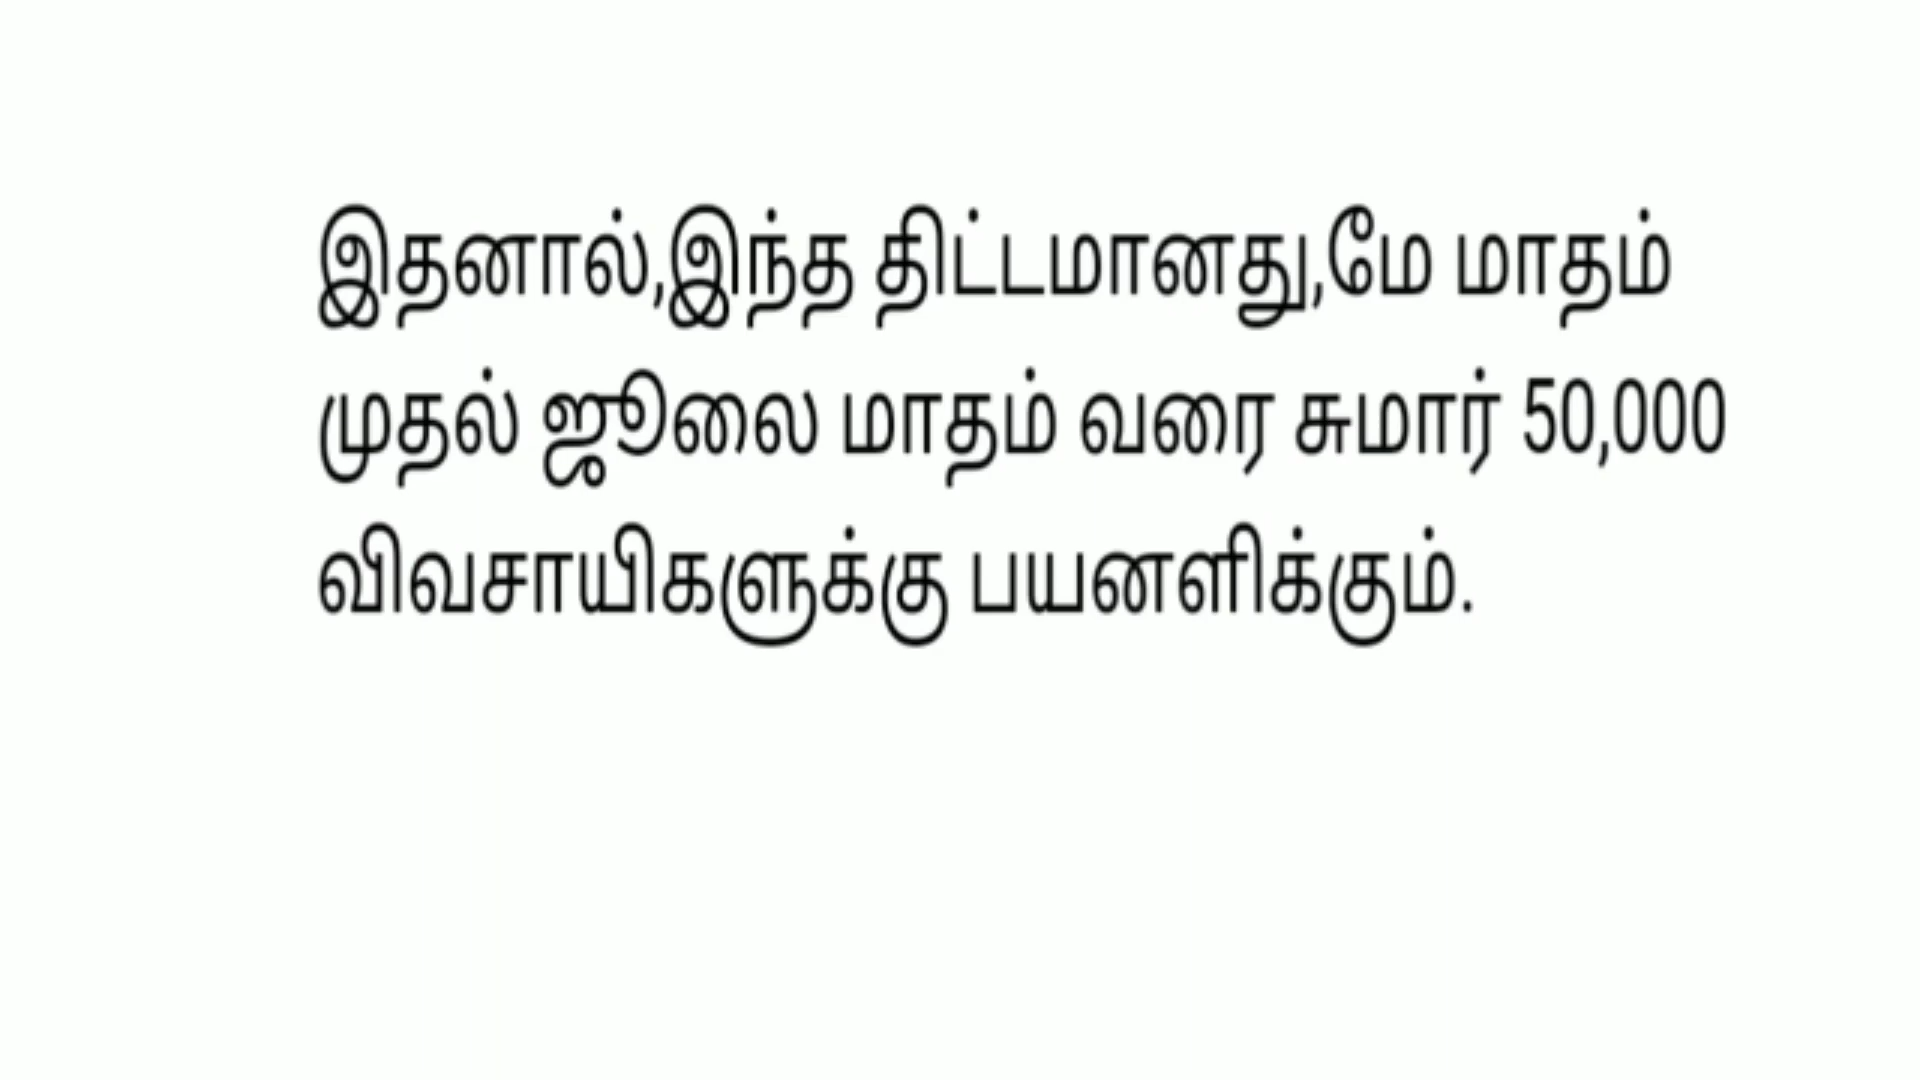 இதனால்,இந்த திட்டமானது,மே மாதம்
முதல் ஜூலை மாதம் வரை சுமார் 50,000
விவசாயிகளுக்கு பயனளிக்கும்.